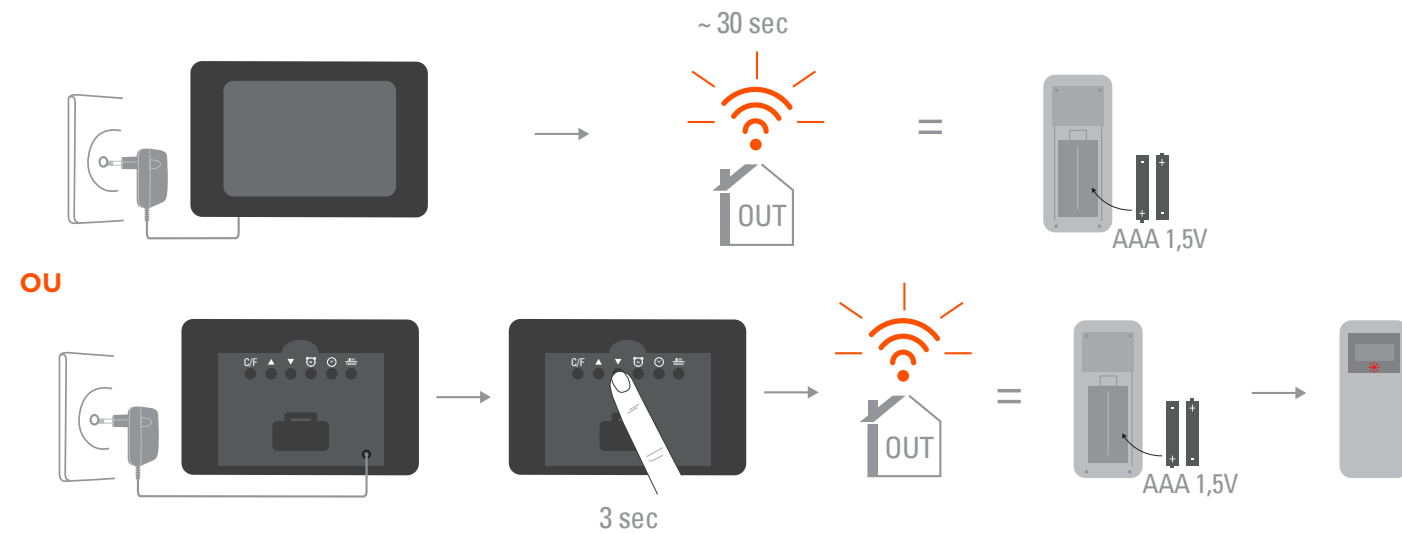 ~ 30 sec
OUT
=
- +
+ -
AAA 1,5V
OU
C/F ▲ ▼
C/F ▲ ▼
OUT
=
- +
+ -
AAA 1,5V
3 sec